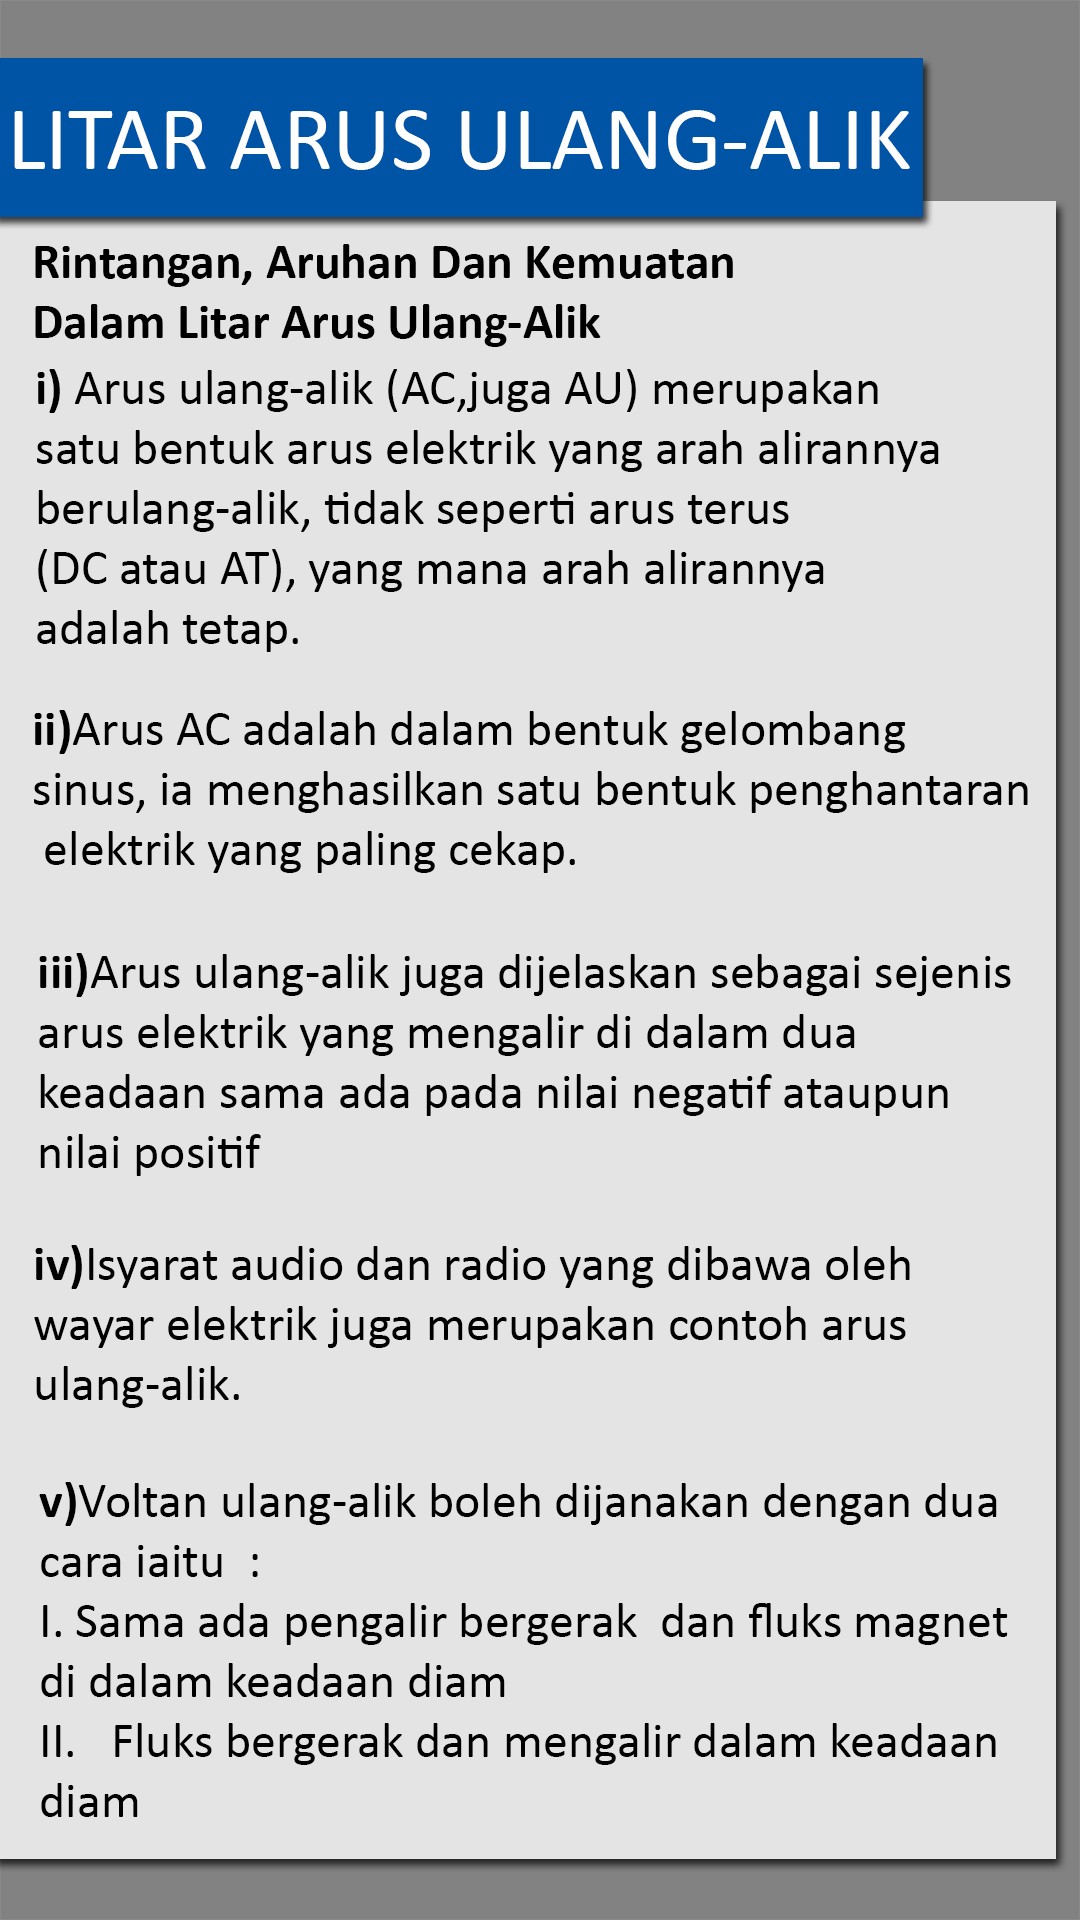 LITAR ARUS ULANG-ALIK
Rintangan, Aruhan Dan Kemuatan
Dalam Litar Arus Ulang-Alik
i) Arus ulang-alik (AC,juga AU) merupakan
satu bentuk arus elektrik yang arah alirannya
berulang-alik, tidak seperti arus terus
(DC atau AT), yang mana arah alirannya
adalah tetap.
ii)Arus AC adalah dalam bentuk gelombang
sinus, ia menghasilkan satu bentuk penghantaran
elektrik yang paling cekap.
iii)Arus ulang-alik juga dijelaskan sebagai sejenis
arus elektrik yang mengalir di dalam dua
keadaan sama ada pada nilai negatif ataupun
nilai positif
iv)Isyarat audio dan radio yang dibawa oleh
wayar elektrik juga merupakan contoh arus
ulang-alik.
v)Voltan ulang-alik boleh dijanakan dengan dua
cara iaitu  :
I. Sama ada pengalir bergerak  dan fluks magnet
di dalam keadaan diam
II.   Fluks bergerak dan mengalir dalam keadaan
diam